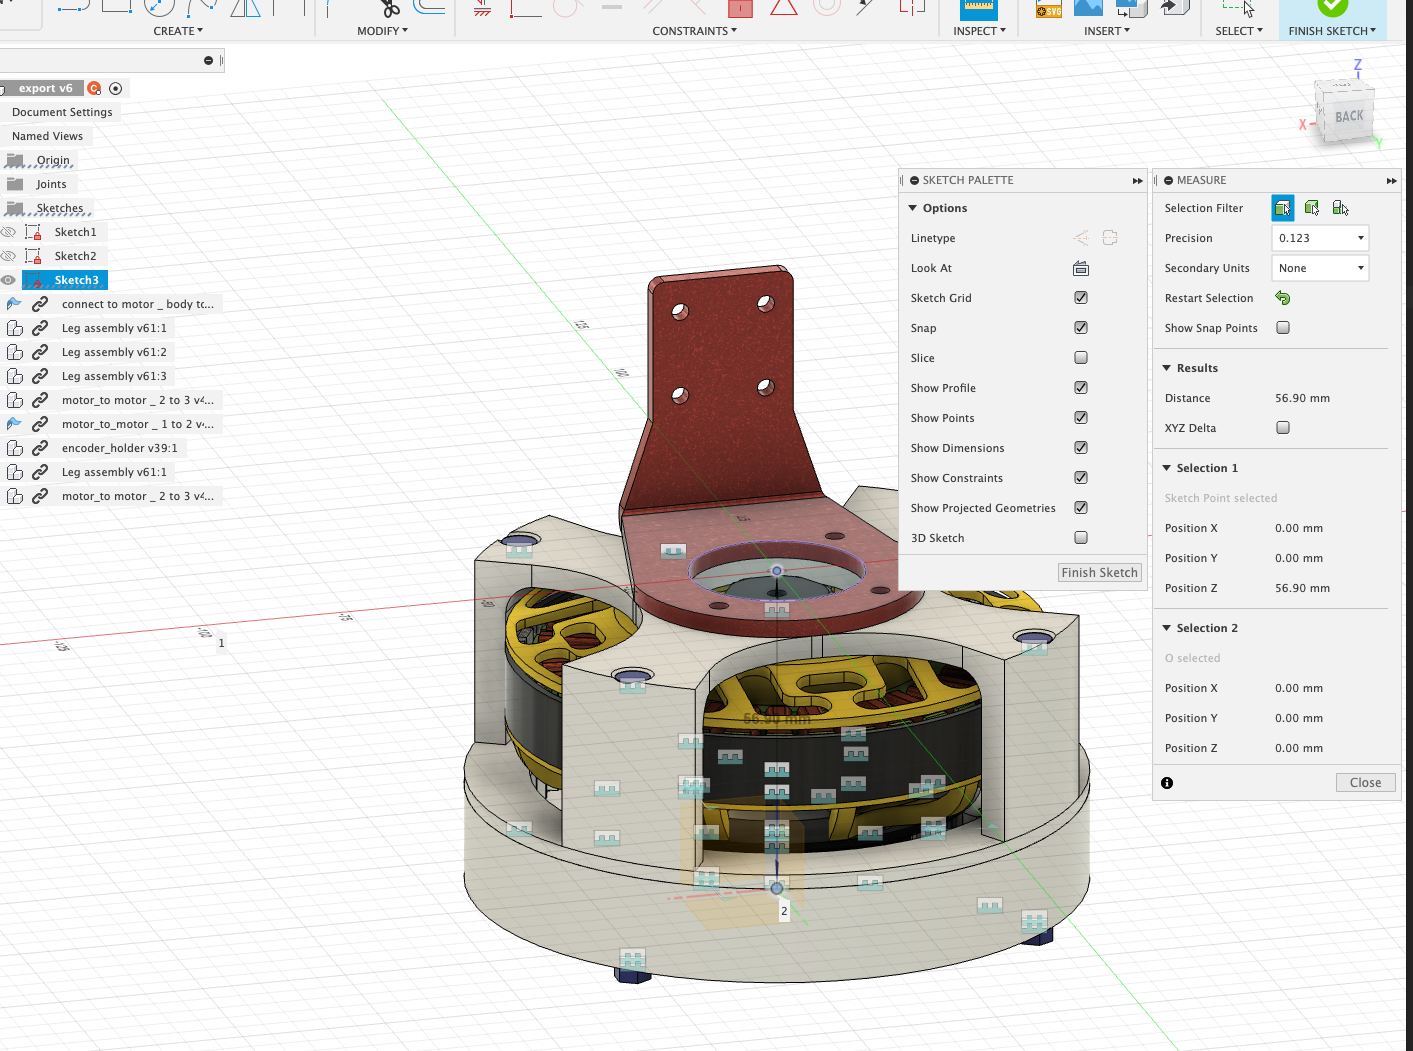 CREATE
MODIFY
CONSTRAINTS
INSPECT
INSERT
SELECT
FINISH SKETCH
SVG
export v6
C
Document Settings
Named Views
Origin
Joints
Sketches
Sketch1
Sketch2
Sketch3
connect to motor _ body to...
Leg assembly v61:1
Leg assembly v61:2
Leg assembly v61:3
motor_to motor _ 2 to 3 v4...
motor_to_motor _ 1 to 2 v•...
encoder_holder v39:1
Leg assembly v61:1
motor_to motor _ 2 to 3 v4...
Z
BACK
X
Y
SKETCH PALETTE
Options
Linetype
Look At
Sketch Grid
Snap
Slice
Show Profile
Show Points
Show Dimensions
Show Constraints
Show Projected Geometries
3D Sketch
Finish Sketch
MEASURE
Selection Filter
Precision 0.123
Secondary Units None
Restart Selection
Show Snap Points
Results
Distance 56.90 mm
XYZ Delta
Selection 1
Sketch Point selected
Position X 0.00 mm
Position Y 0.00 mm
Position Z 56.90 mm
Selection 2
O selected
Position X 0.00 mm
Position Y 0.00 mm
Position Z 0.00 mm
Close
125
100
75
100
125
1
56.90 mm
2